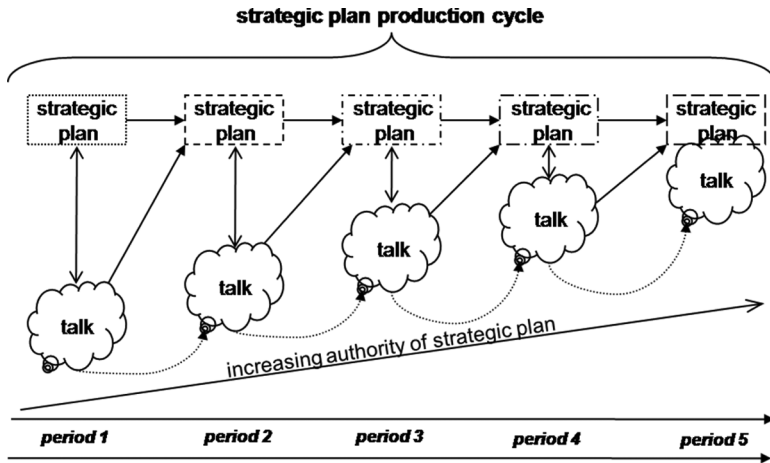 strategic plan production cycle
strategic
plan
strategic
plan
strategic
plan
strategic
plan
strategic
plan
talk
talk
talk
talk
talk
increasing authority of strategic plan
period 1
period 2
period 3
period 4
period 5